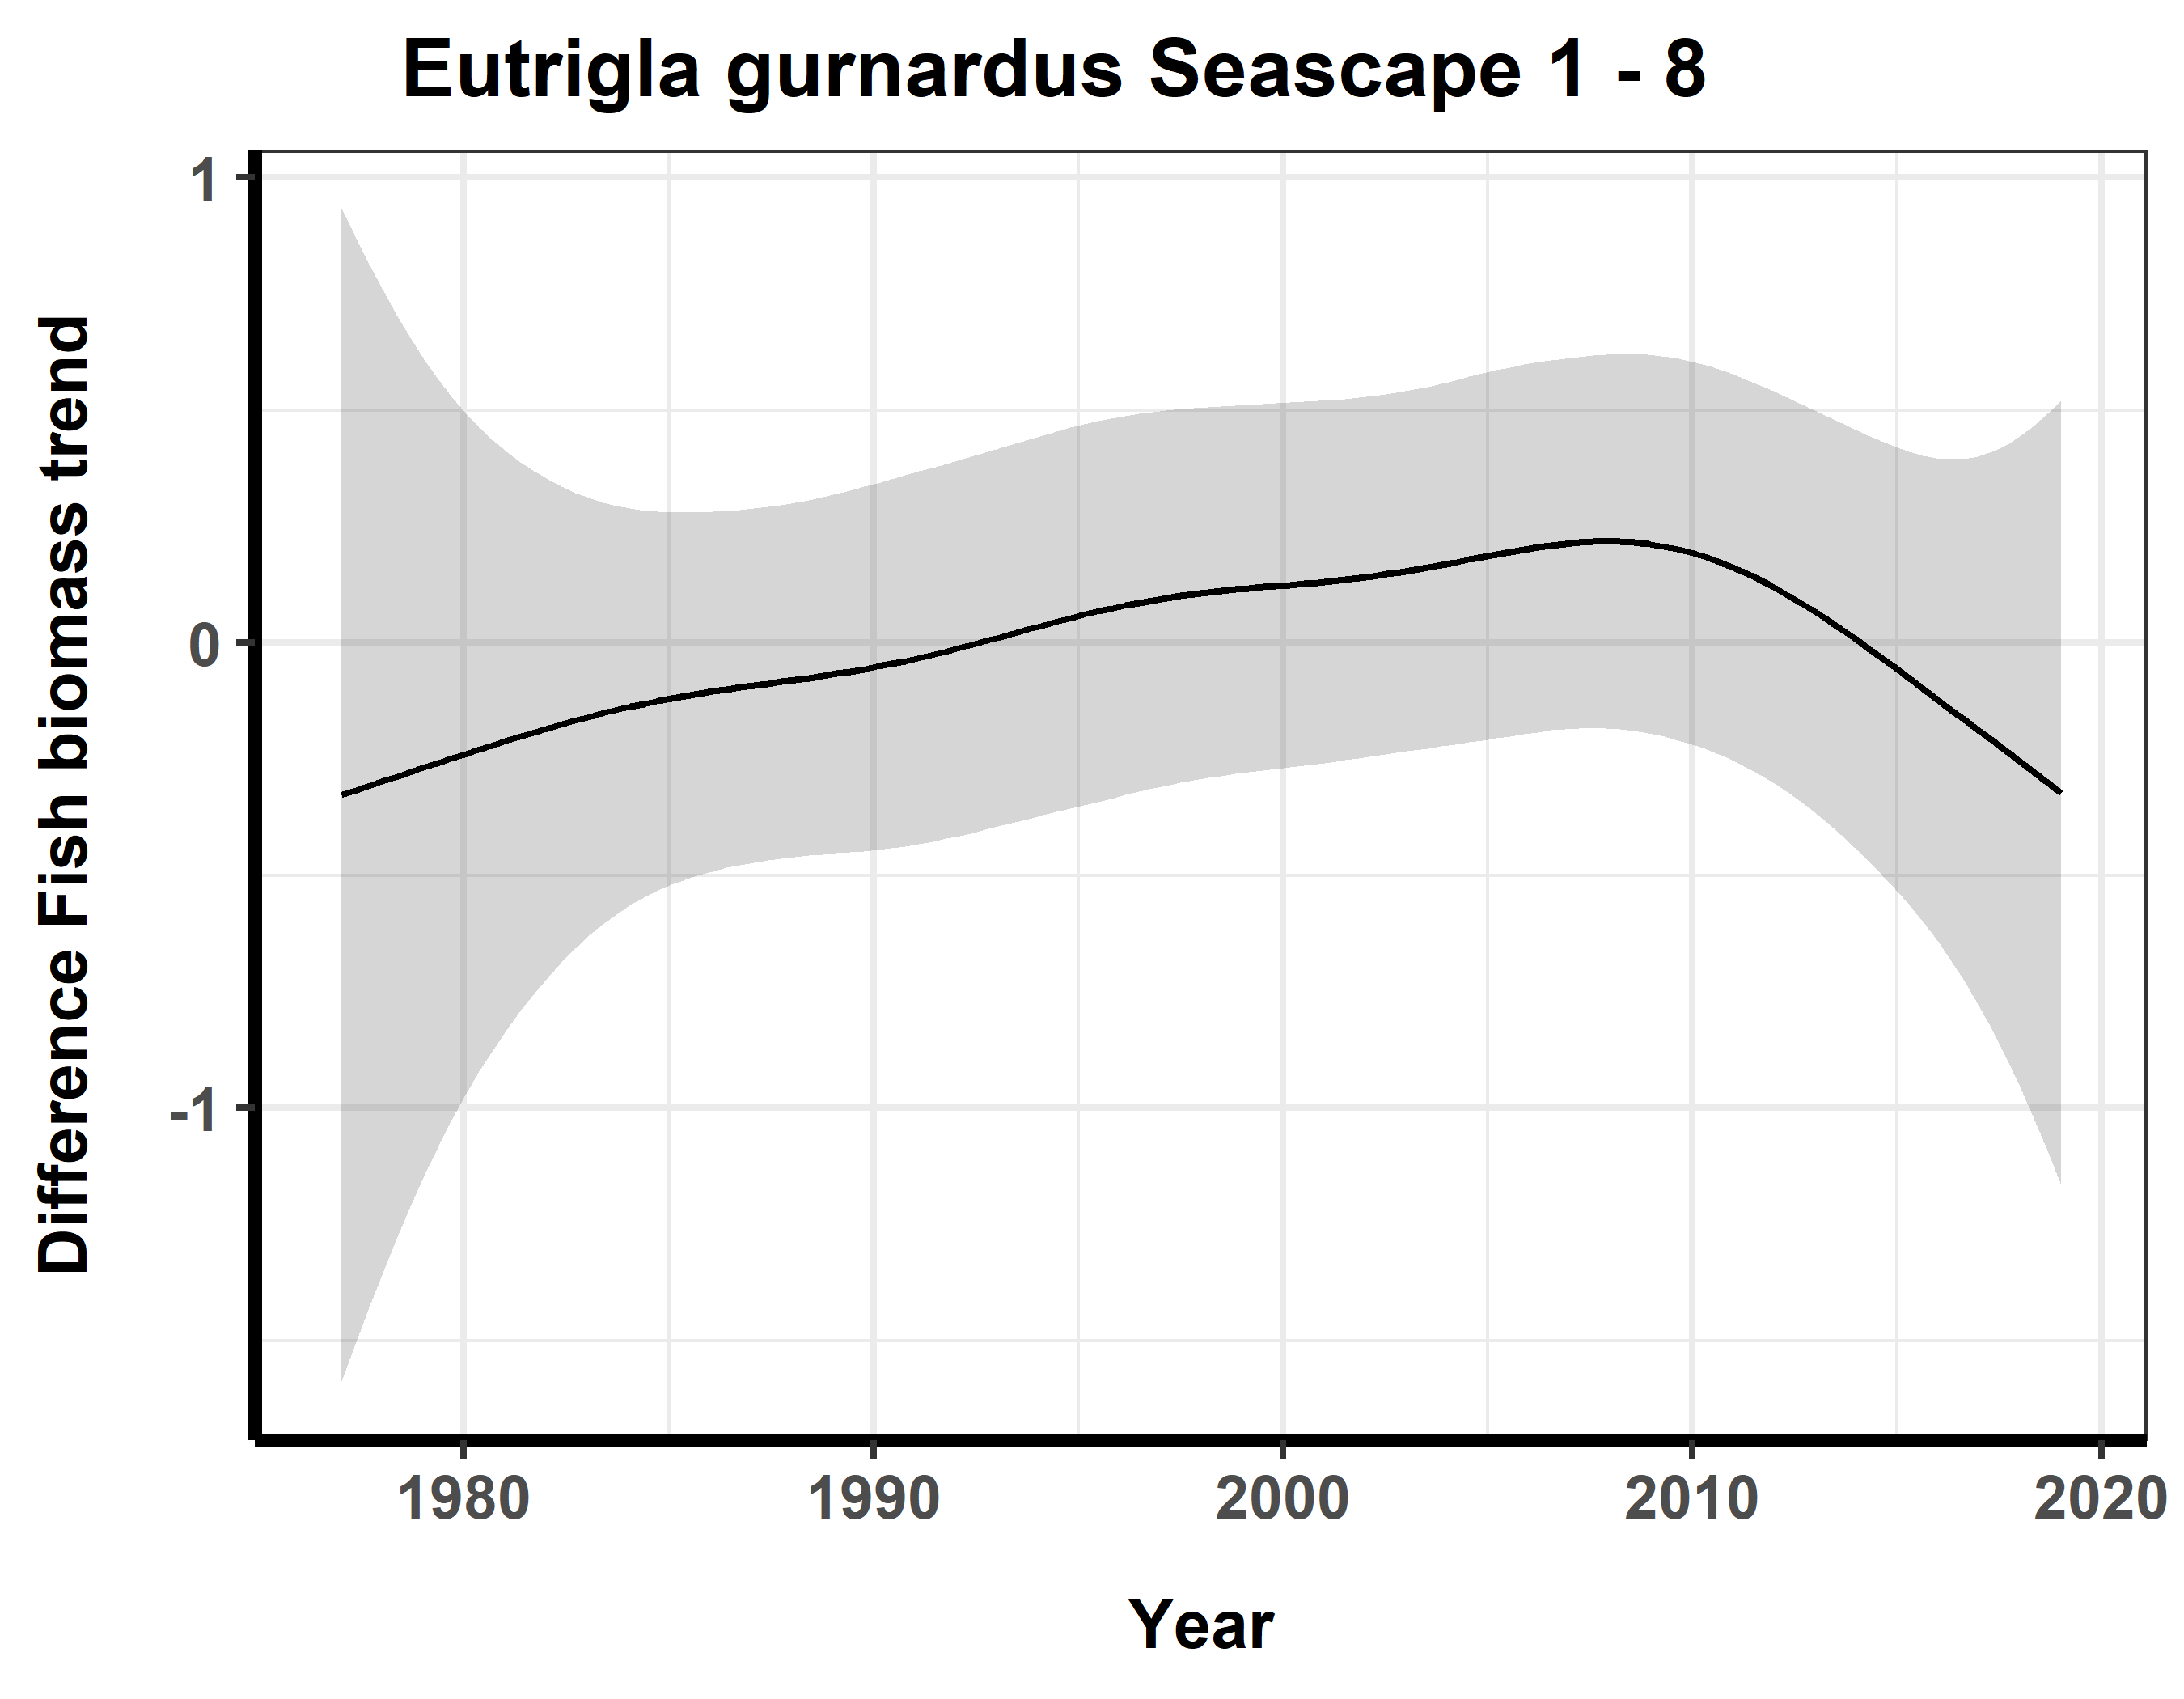 Eutrigla gurnardus Seascape 1 - 8
Difference Fish biomass trend
1
0
-1
1980
1990
2000
2010
2020
Year